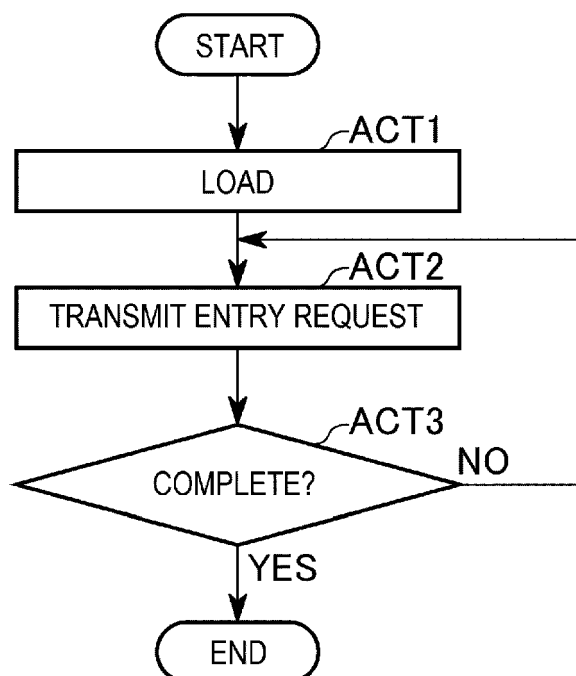 START
ACT1
LOAD
ACT2
TRANSMIT ENTRY REQUEST
ACT3
COMPLETE?
NO
YES
END